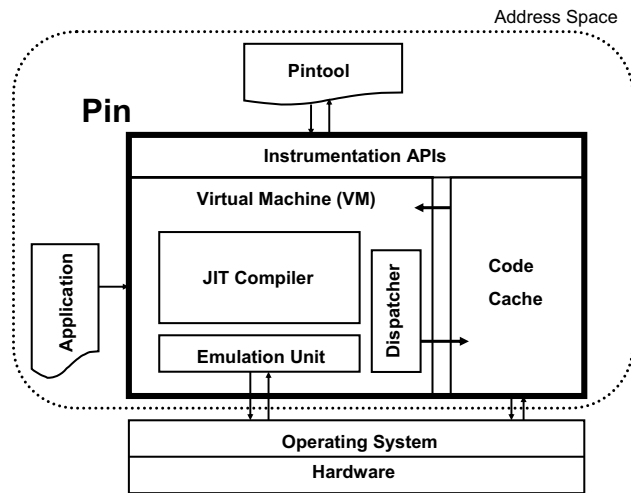 Address Space
Pintool
Pin
Instrumentation APIs
Virtual Machine (VM)
JIT Compiler
Emulation Unit
Dispatcher
Code
Cache
Application
Operating System
Hardware